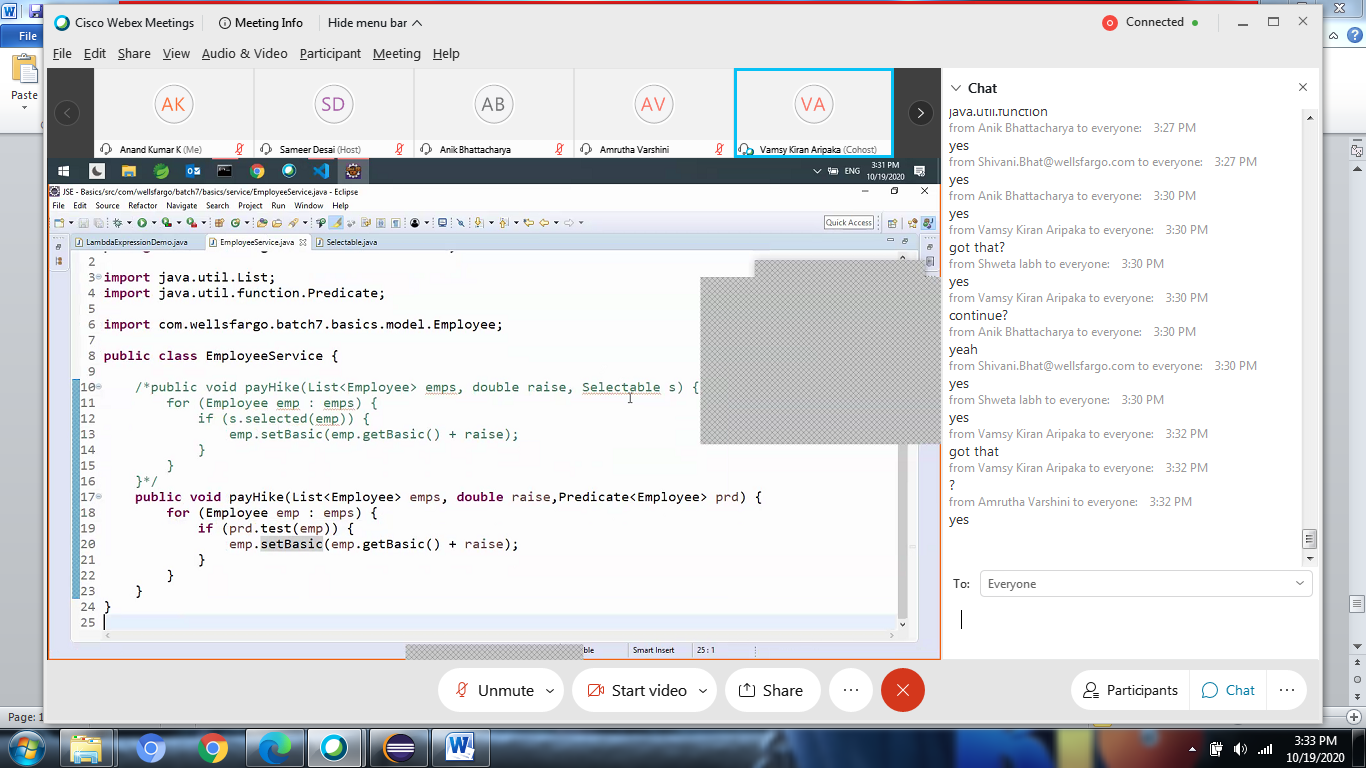 Cisco Webex Meetings
Meeting Info
Hide menu bar
Connected
File
File Edit Share View Audio & Video Participant Meeting Help
Paste
AK
SD
AB
AV
VA
Anand Kumar K (Me)
Sameer Desai (Host)
Anik Bhattacharya
Amrutha Varshini
Vamsy Kiran Aripaka (Cohost)
ENG
3:31 PM
10/19/2020
JSE - Basics/src/com/wellsfargo/batch7/basics/service/EmployeeService.java - Eclipse
File Edit Source Refactor Navigate Search Project Run Window Help
Quick Access
LambdaExpressionDemo.java
EmployeeService.java
Selectable.java
2
3 import java.util.List;
4 import java.util.function.Predicate;
5
6 import com.wellsfargo.batch7.basics.model.Employee;
7
8 public class EmployeeService {
9
10 /*public void payHike(List<Employee> emps, double raise, Selectable s) {
11 for (Employee emp : emps) {
12 if (s.selected(emp)) {
13 emp.setBasic(emp.getBasic() + raise);
14 }
15 }
16 }*/
17 public void payHike(List<Employee> emps, double raise,Predicate<Employee> prd) {
18 for (Employee emp : emps) {
19 if (prd.test(emp)) {
20 emp.setBasic(emp.getBasic() + raise);
21 }
22 }
23 }
24 }
25
ble
Smart Insert
25 : 1
Chat
java.util.function
from Anik Bhattacharya to everyone: 3:27 PM
yes
from Shivani.Bhat@wellsfargo.com to everyone: 3:27 PM
yes
from Anik Bhattacharya to everyone: 3:30 PM
yes
from Vamsy Kiran Aripaka to everyone: 3:30 PM
got that?
from Shweta labh to everyone: 3:30 PM
yes
from Vamsy Kiran Aripaka to everyone: 3:30 PM
continue?
from Anik Bhattacharya to everyone: 3:30 PM
yeah
from Shivani.Bhat@wellsfargo.com to everyone: 3:30 PM
yes
from Shweta labh to everyone: 3:30 PM
yes
from Vamsy Kiran Aripaka to everyone: 3:32 PM
got that
from Vamsy Kiran Aripaka to everyone: 3:32 PM
?
from Amrutha Varshini to everyone: 3:32 PM
yes
To: Everyone
Unmute
Start video
Share
Participants
Chat
Page: 1
3:33 PM
10/19/2020